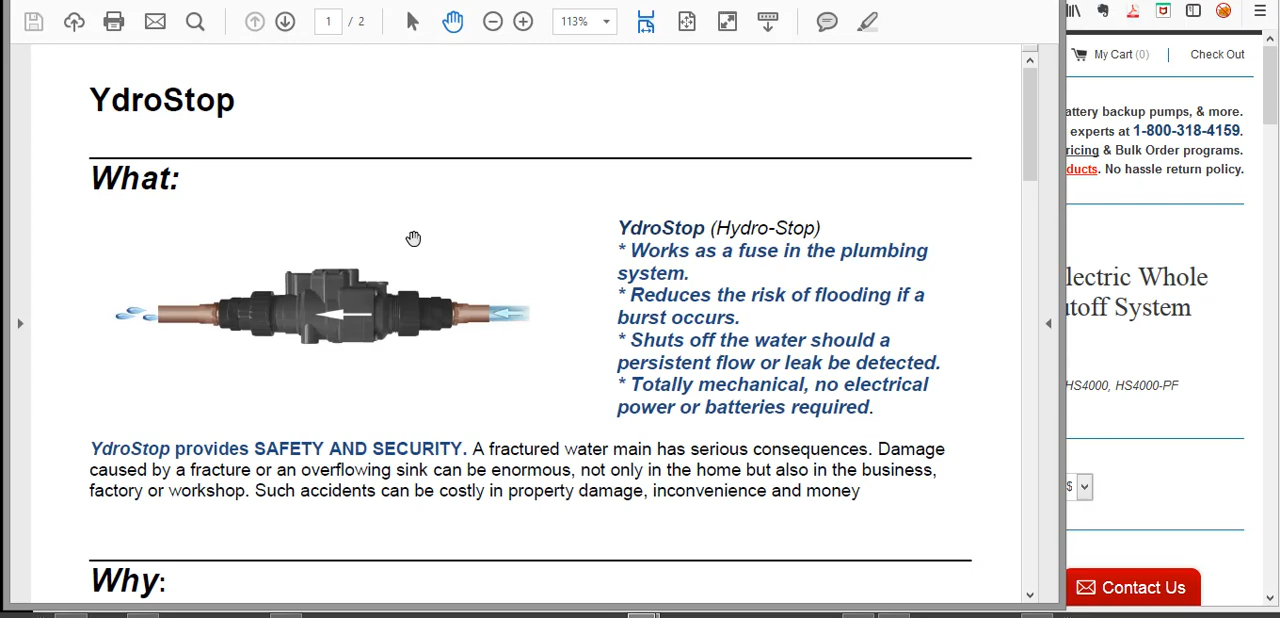 1 / 2
113%
YdroStop
What:
YdroStop (Hydro-Stop)
* Works as a fuse in the plumbing
system.
* Reduces the risk of flooding if a
burst occurs.
* Shuts off the water should a
persistent flow or leak be detected.
* Totally mechanical, no electrical
power or batteries required.
YdroStop provides SAFETY AND SECURITY. A fractured water main has serious consequences. Damage
caused by a fracture or an overflowing sink can be enormous, not only in the home but also in the business,
factory or workshop. Such accidents can be costly in property damage, inconvenience and money
Why:
My Cart (0) | Check Out
attery backup pumps, & more.
experts at 1-800-318-4159.
ricing & Bulk Order programs.
ducts. No hassle return policy.
lectric Whole
utoff System
HS4000, HS4000-PF
$
Contact Us